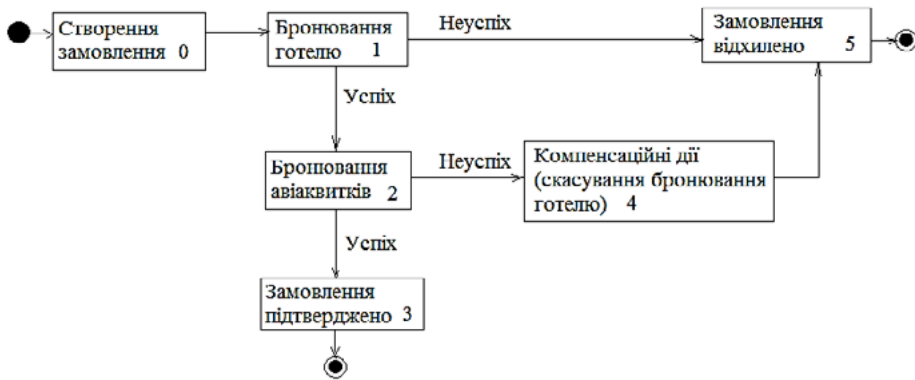 Створення
замовлення 0
Бронювання
готелю 1
Неуспіх
Замовлення
відхилено 5
Успіх
Бронювання
авіаквитків 2
Неуспіх
Компенсаційні дії
(скасування бронювання
готелю) 4
Успіх
Замовлення
підтверджено 3